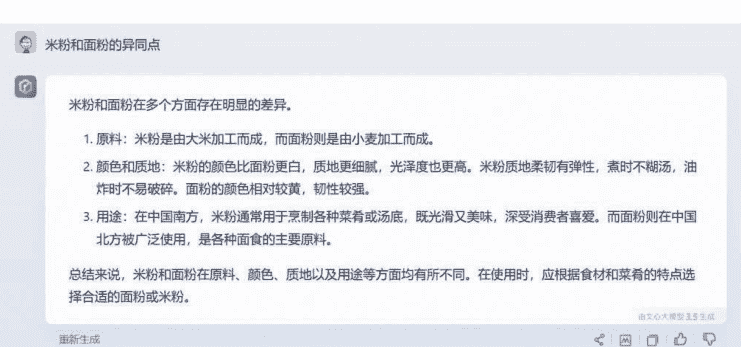 米粉和面粉的异同点
米粉和面粉在多个方面存在明显的差异。
1. 原料：米粉是由大米加工而成，而面粉则是由小麦加工而成。
2. 颜色和质地：米粉的颜色比面粉更白，质地更细腻，光泽度也更高。米粉质地柔韧有弹性，煮时不糊汤，油
炸时不易破碎。面粉的颜色相对较黄，韧性较强。
3. 用途：在中国南方，米粉通常用于烹制各种菜肴或汤底，既光滑又美味，深受消费者喜爱。而面粉则在中国
北方被广泛使用，是各种面食的主要原料。
总结来说，米粉和面粉在原料、颜色、质地以及用途等方面均有所不同。在使用时，应根据食材和菜肴的特点选
择合适的面粉或米粉。
由文心大模型3.5生成
重新生成